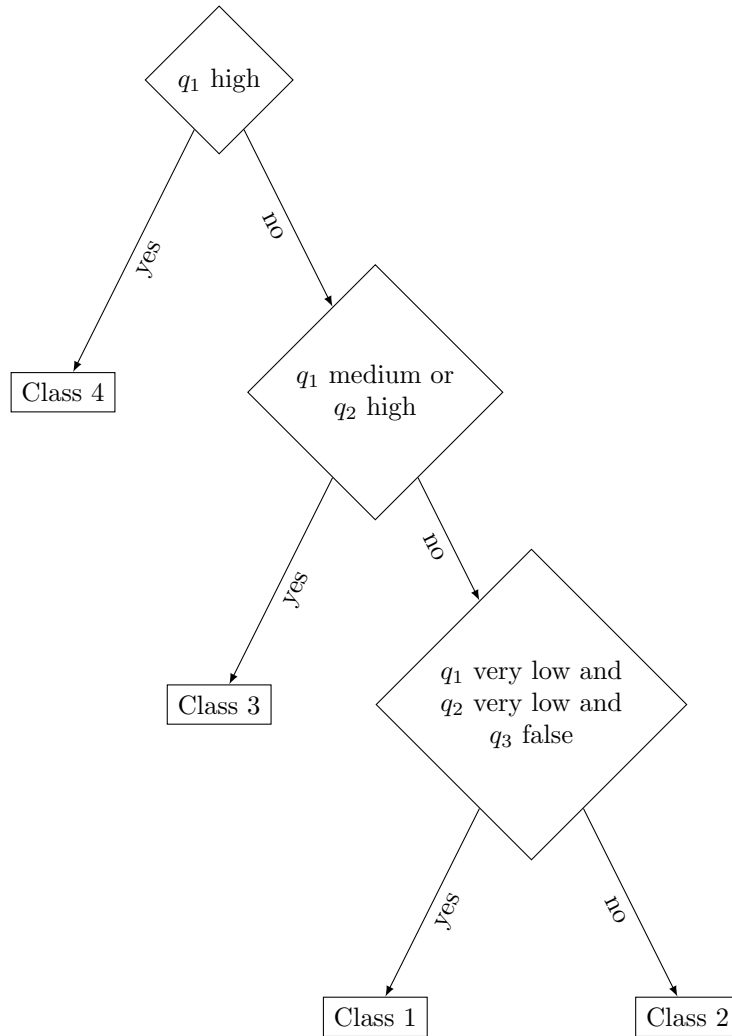 q₁ high
yes
no
Class 4
q₁ medium or
q₂ high
yes
no
Class 3
q₁ very low and
q₂ very low and
q₃ false
yes
no
Class 1
Class 2